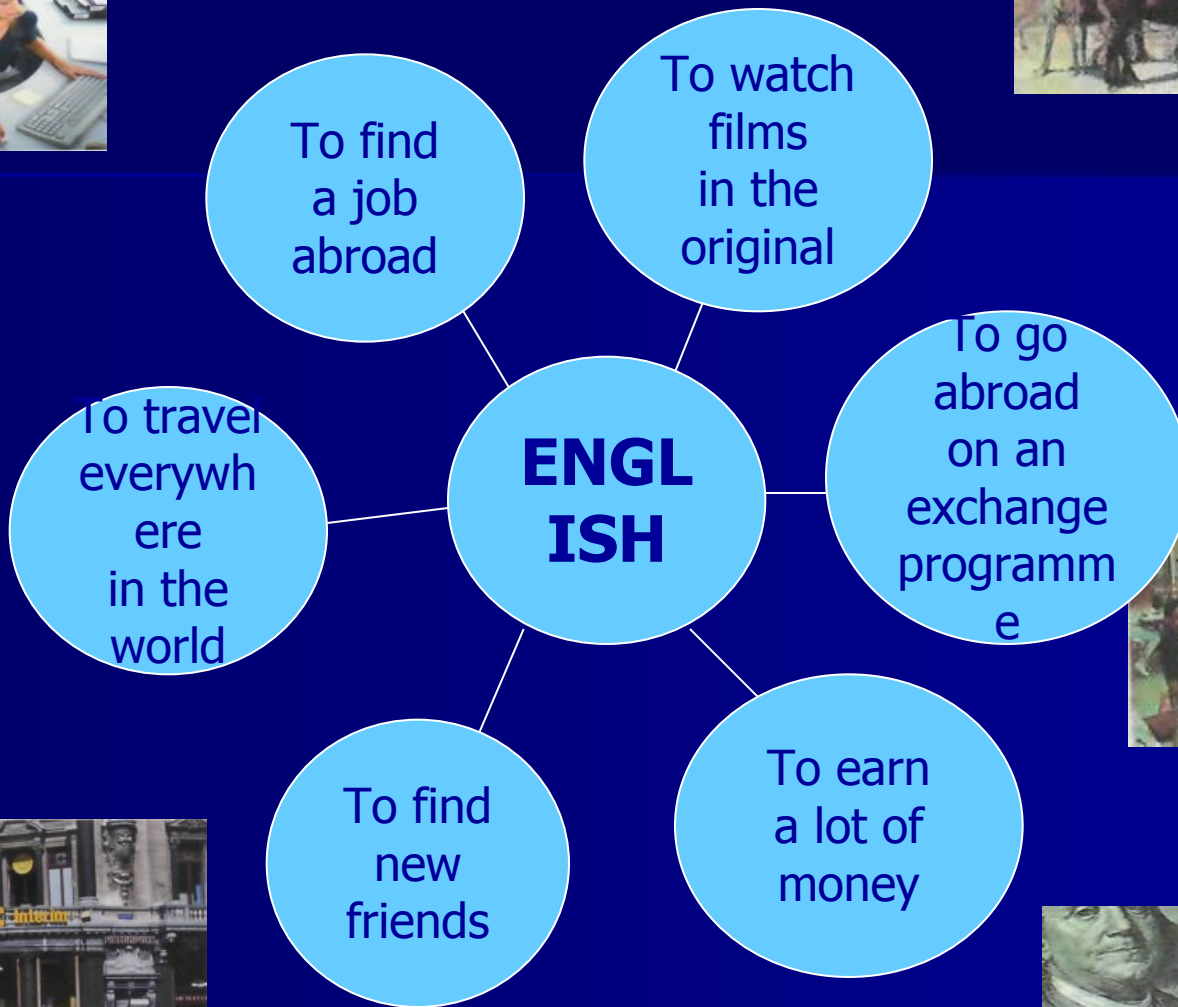 To find
a job
abroad
To watch
films
in the
original
To go
abroad
on an
exchange
programm
e
To travel
everywh
ere
in the
world
ENGL
ISH
To find
new
friends
To earn
a lot of
money
Interim